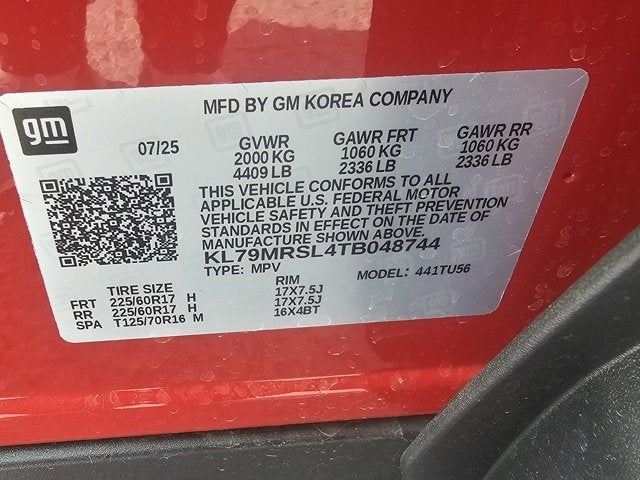 gm
MFD BY GM KOREA COMPANY
07/25
GVWR GAWR FRT GAWR RR
2000 KG 1060 KG 1060 KG
4409 LB 2336 LB 2336 LB
THIS VEHICLE CONFORMS TO ALL
APPLICABLE U.S. FEDERAL MOTOR
VEHICLE SAFETY AND THEFT PREVENTION
STANDARDS IN EFFECT ON THE DATE OF
MANUFACTURE SHOWN ABOVE.
KL79MRSL4TB048744
TYPE: MPV MODEL: 441TU56
TIRE SIZE RIM
FRT 225/60R17 H 17X7.5J
RR 225/60R17 H 17X7.5J
SPA T125/70R16 M 16X4BT